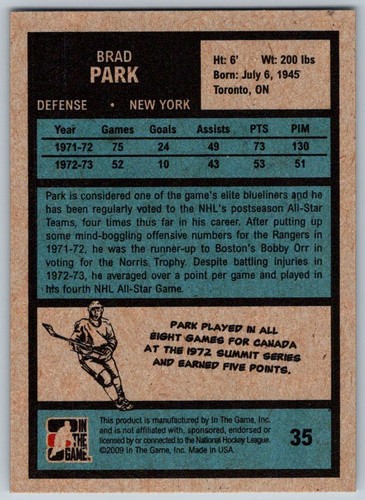 BRAD
PARK
DEFENSE • NEW YORK
Ht: 6' Wt: 200 lbs
Born: July 6, 1945
Toronto, ON
Year Games Goals Assists PTS PIM
1971-72 75 24 49 73 130
1972-73 52 10 43 53 51
Park is considered one of the game's elite blueliners and he
has been regularly voted to the NHL's postseason All-Star
Teams, four times thus far in his career. After putting up
some mind-boggling offensive numbers for the Rangers in
1971-72, he was the runner-up to Boston's Bobby Orr in
voting for the Norris Trophy. Despite battling injuries in
1972-73, he averaged over a point per game and played in
his fourth NHL All-Star Game.
PARK PLAYED IN ALL
EIGHT GAMES FOR CANADA
AT THE 1972 SUMMIT SERIES
AND EARNED FIVE POINTS.
IN
THE
GAME
This product is manufactured by In The Game, Inc.
and is not affiliated with, sponsored, endorsed or
licensed by or connected to the National Hockey League.
©2009 In The Game, Inc. Made in USA.
35